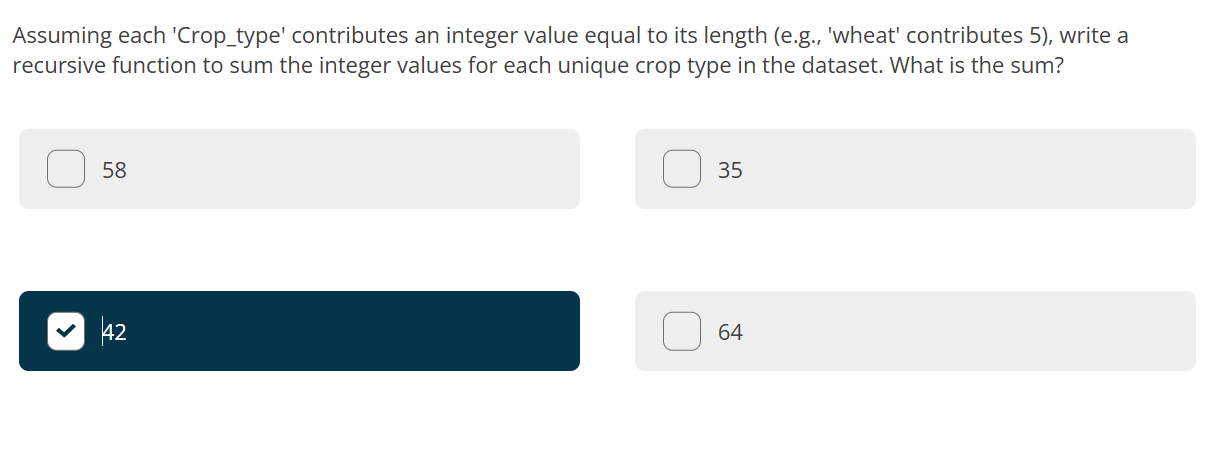 Assuming each 'Crop_type' contributes an integer value equal to its length (e.g., 'wheat' contributes 5), write a
recursive function to sum the integer values for each unique crop type in the dataset. What is the sum?
58
35
42
64